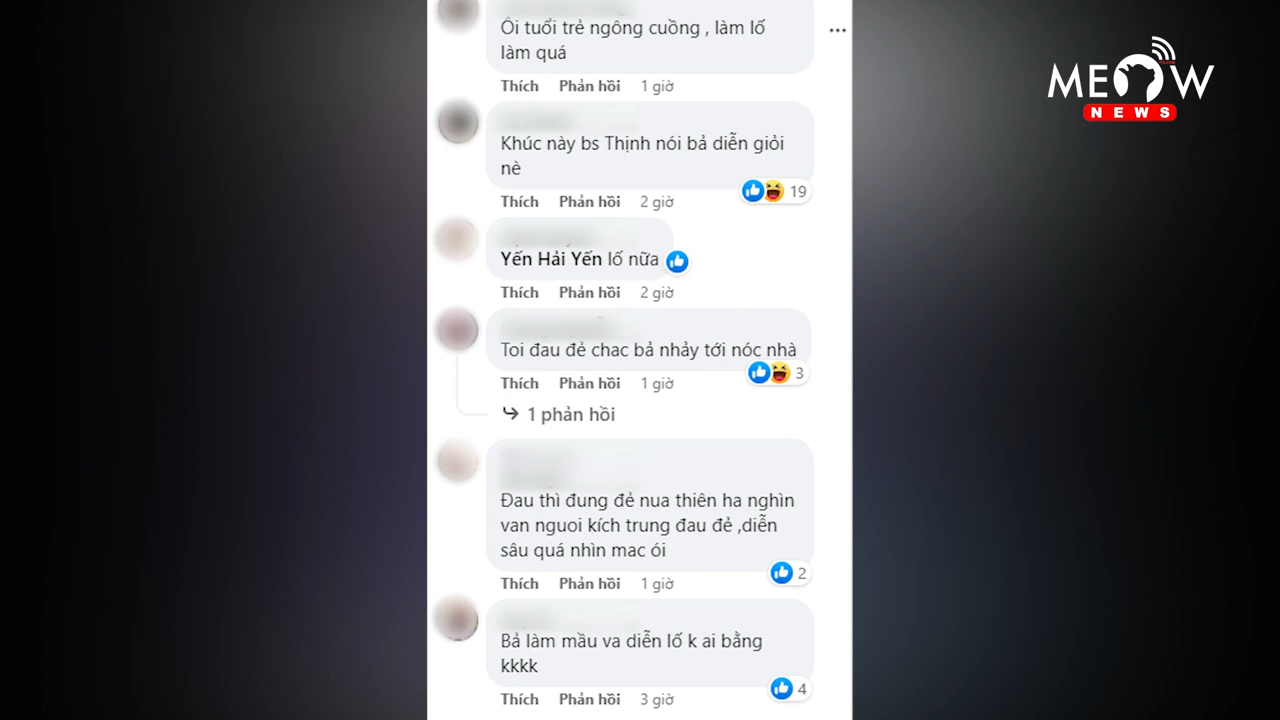 Ôi tuổi trẻ ngông cuồng , làm lố
làm quá
Thích Phản hồi 1 giờ
MEOW
NEWS
Khúc này bs Thịnh nói bả diễn giỏi
nè
19
Thích Phản hồi 2 giờ
Yến Hải Yến lố nữa
Thích Phản hồi 2 giờ
Toi đau đẻ chac bả nhảy tới nóc nhà
3
Thích Phản hồi 1 giờ
1 phản hồi
Đau thì đung đẻ nua thiên ha nghìn
van nguoi kích trung đau đẻ ,diễn
sâu quá nhìn mac ói
2
Thích Phản hồi 1 giờ
Bả làm mầu va diễn lố k ai bằng
kkkk
4
Thích Phản hồi 3 giờ